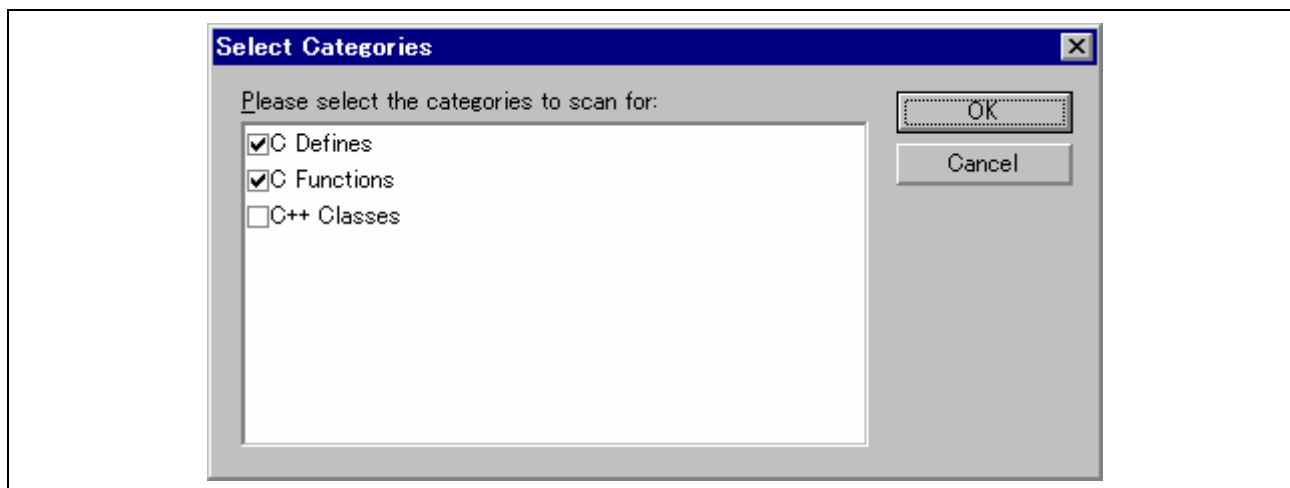 Select Categories
Please select the categories to scan for:
C Defines
C Functions
C++ Classes
OK
Cancel